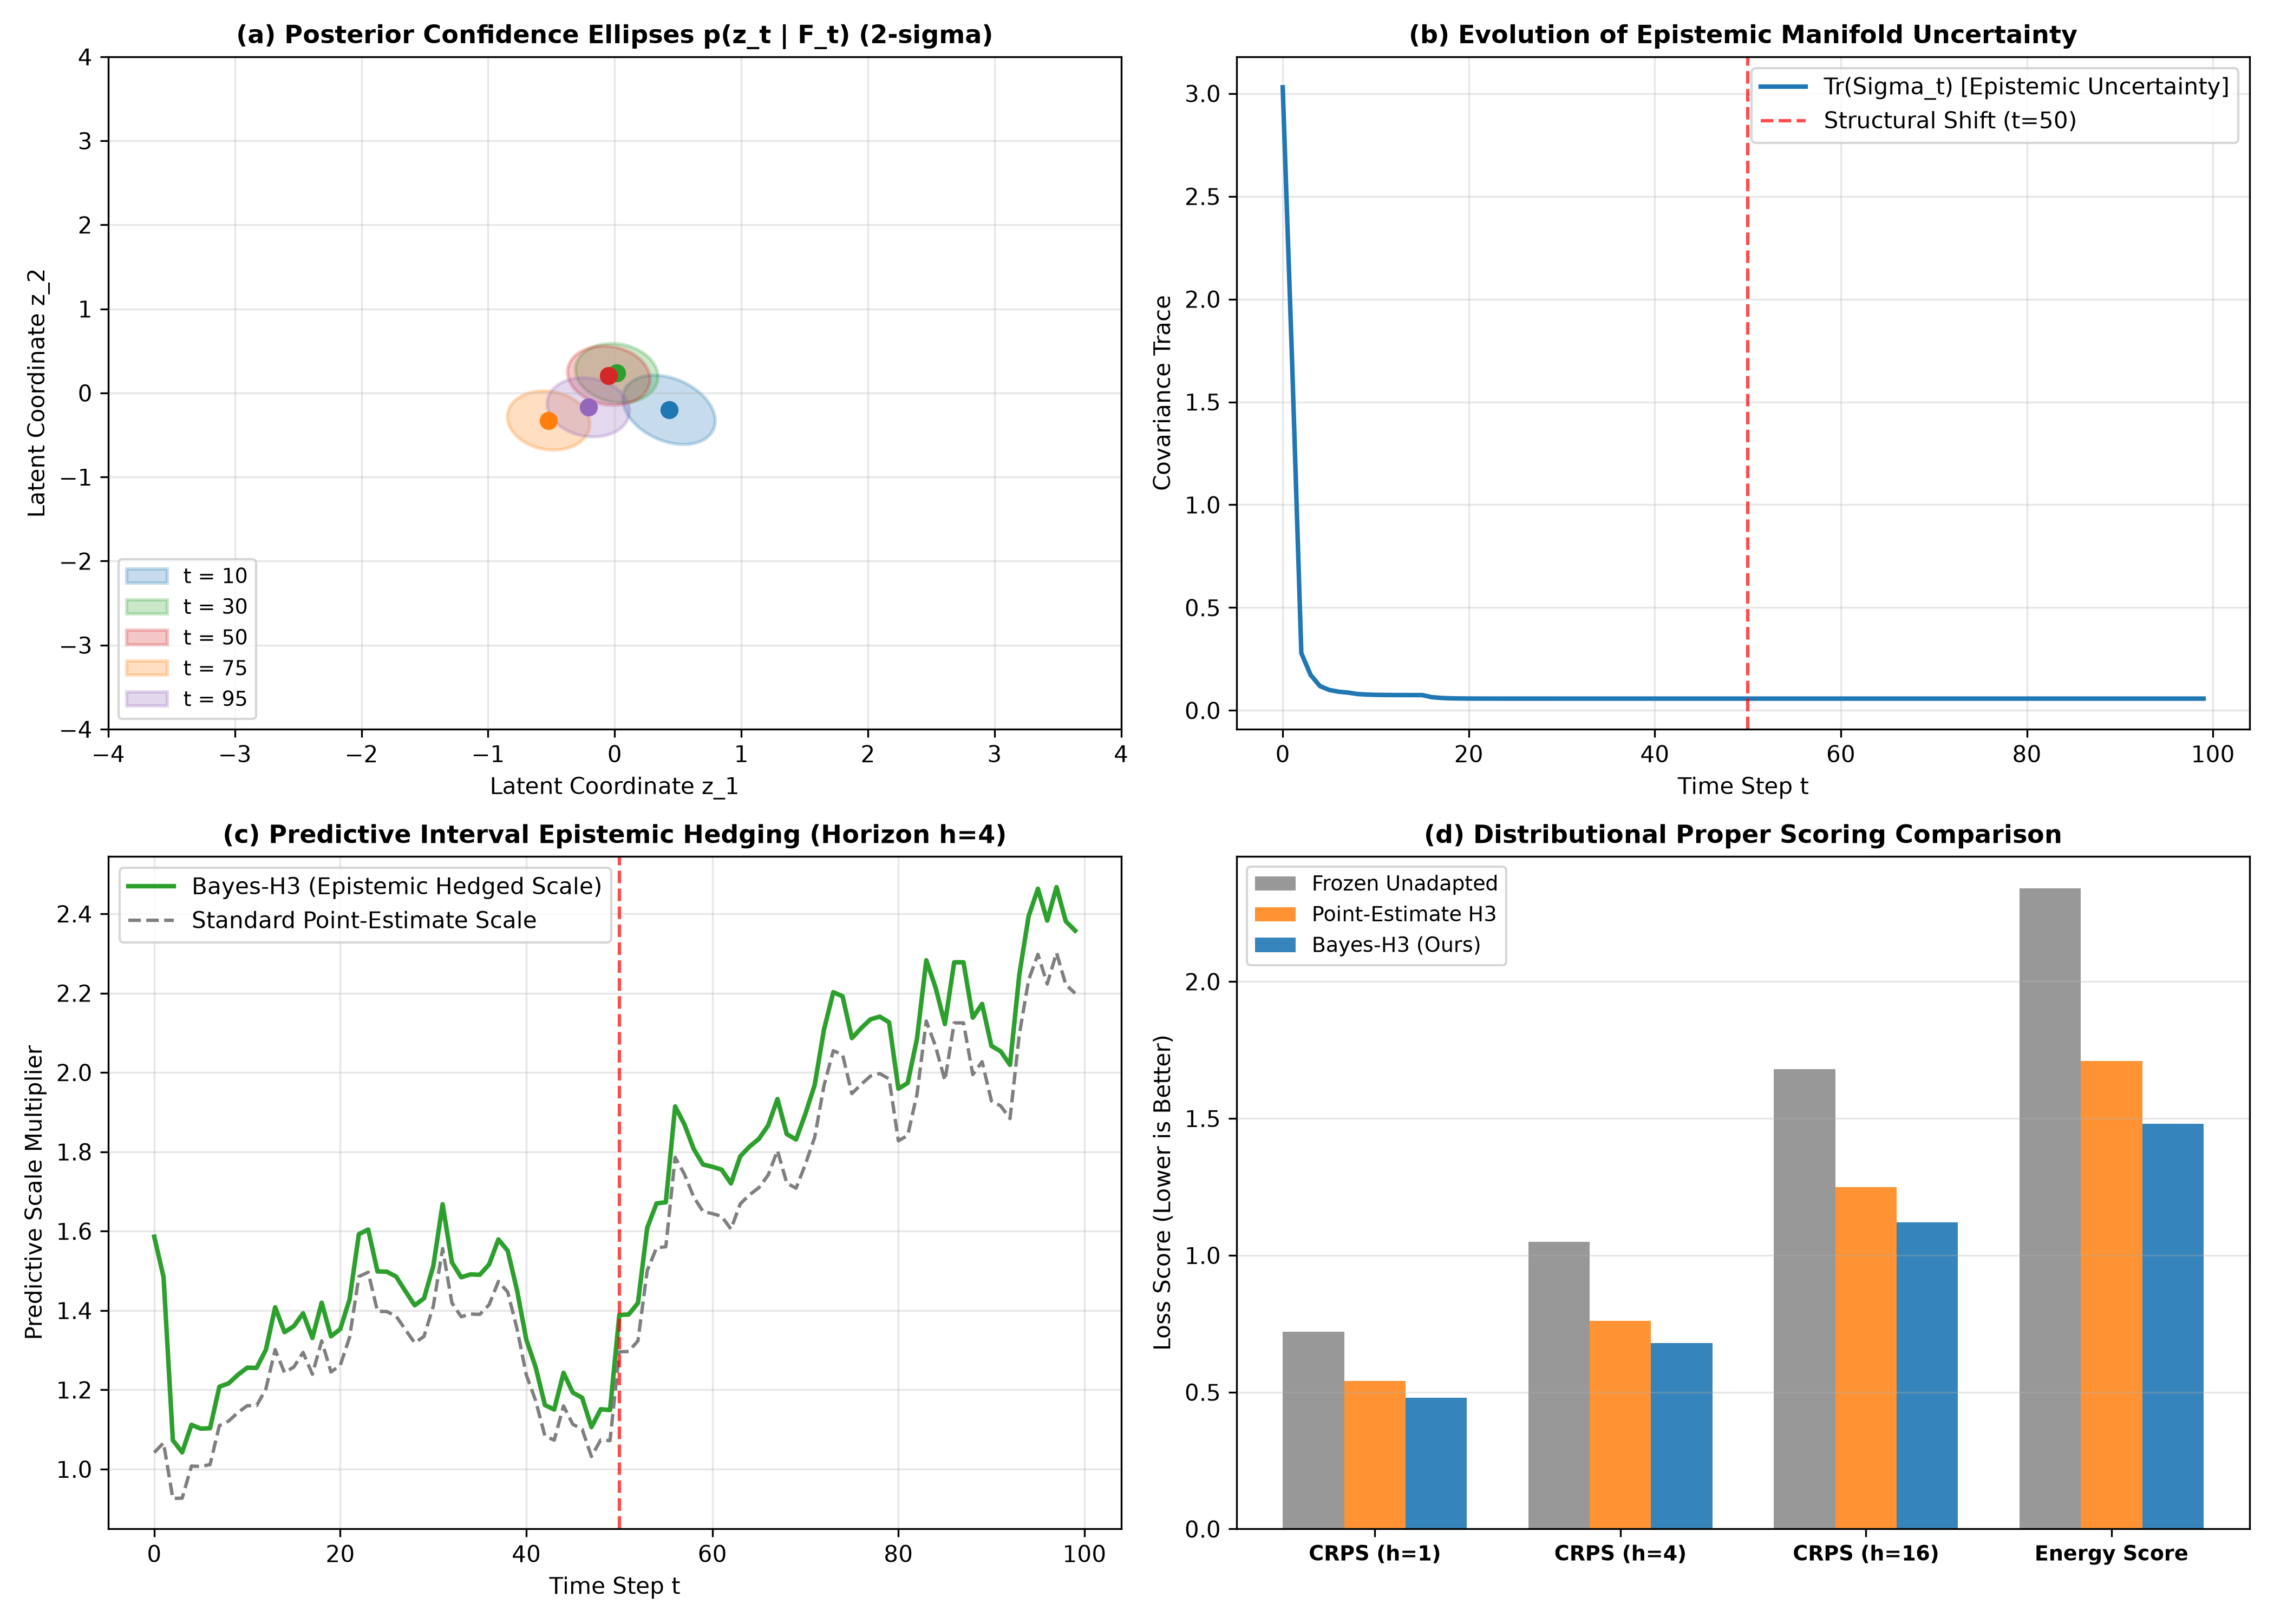 (a) Posterior Confidence Ellipses p(z_t | F_t) (2-sigma)
4
3
2
1
0
−1
−2
−3
−4
Latent Coordinate z_2
t = 10
t = 30
t = 50
t = 75
t = 95
−4 −3 −2 −1 0 1 2 3 4
Latent Coordinate z_1
(b) Evolution of Epistemic Manifold Uncertainty
Tr(Sigma_t) [Epistemic Uncertainty]
Structural Shift (t=50)
3.0
2.5
2.0
1.5
1.0
0.5
0.0
Covariance Trace
0 20 40 60 80 100
Time Step t
(c) Predictive Interval Epistemic Hedging (Horizon h=4)
Bayes-H3 (Epistemic Hedged Scale)
Standard Point-Estimate Scale
2.4
2.2
2.0
1.8
1.6
1.4
1.2
1.0
Predictive Scale Multiplier
0 20 40 60 80 100
Time Step t
(d) Distributional Proper Scoring Comparison
Frozen Unadapted
Point-Estimate H3
Bayes-H3 (Ours)
2.0
1.5
1.0
0.5
0.0
Loss Score (Lower is Better)
CRPS (h=1) CRPS (h=4) CRPS (h=16) Energy Score